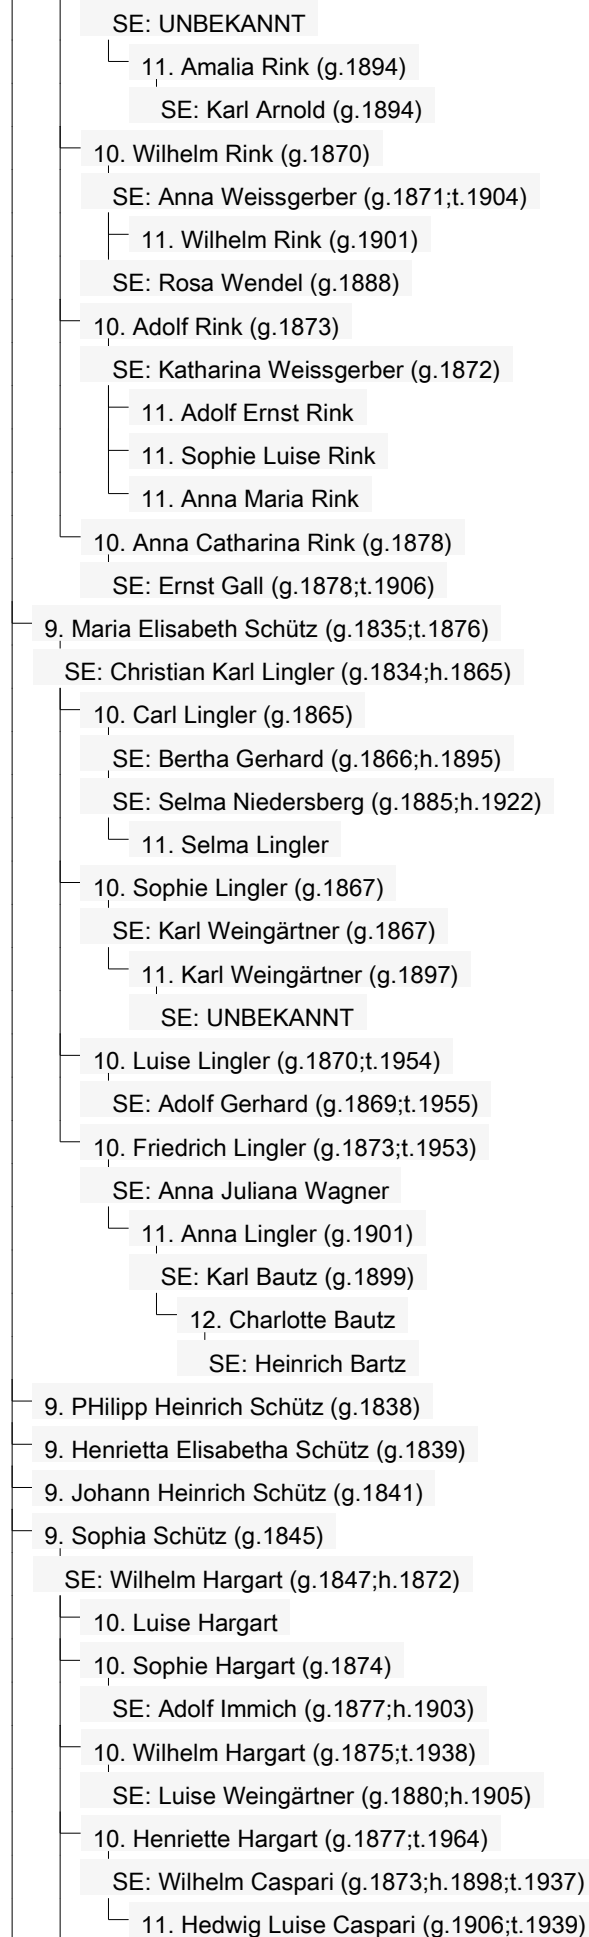 SE: UNBEKANNT
11. Amalia Rink (g.1894)
SE: Karl Arnold (g.1894)
10. Wilhelm Rink (g.1870)
SE: Anna Weissgerber (g.1871;t.1904)
11. Wilhelm Rink (g.1901)
SE: Rosa Wendel (g.1888)
10. Adolf Rink (g.1873)
SE: Katharina Weissgerber (g.1872)
11. Adolf Ernst Rink
11. Sophie Luise Rink
11. Anna Maria Rink
10. Anna Catharina Rink (g.1878)
SE: Ernst Gall (g.1878;t.1906)
9. Maria Elisabeth Schütz (g.1835;t.1876)
SE: Christian Karl Lingler (g.1834;h.1865)
10. Carl Lingler (g.1865)
SE: Bertha Gerhard (g.1866;h.1895)
SE: Selma Niedersberg (g.1885;h.1922)
11. Selma Lingler
10. Sophie Lingler (g.1867)
SE: Karl Weingärtner (g.1867)
11. Karl Weingärtner (g.1897)
SE: UNBEKANNT
10. Luise Lingler (g.1870;t.1954)
SE: Adolf Gerhard (g.1869;t.1955)
10. Friedrich Lingler (g.1873;t.1953)
SE: Anna Juliana Wagner
11. Anna Lingler (g.1901)
SE: Karl Bautz (g.1899)
12. Charlotte Bautz
SE: Heinrich Bartz
9. PHilipp Heinrich Schütz (g.1838)
9. Henrietta Elisabetha Schütz (g.1839)
9. Johann Heinrich Schütz (g.1841)
9. Sophia Schütz (g.1845)
SE: Wilhelm Hargart (g.1847;h.1872)
10. Luise Hargart
10. Sophie Hargart (g.1874)
SE: Adolf Immich (g.1877;h.1903)
10. Wilhelm Hargart (g.1875;t.1938)
SE: Luise Weingärtner (g.1880;h.1905)
10. Henriette Hargart (g.1877;t.1964)
SE: Wilhelm Caspari (g.1873;h.1898;t.1937)
11. Hedwig Luise Caspari (g.1906;t.1939)